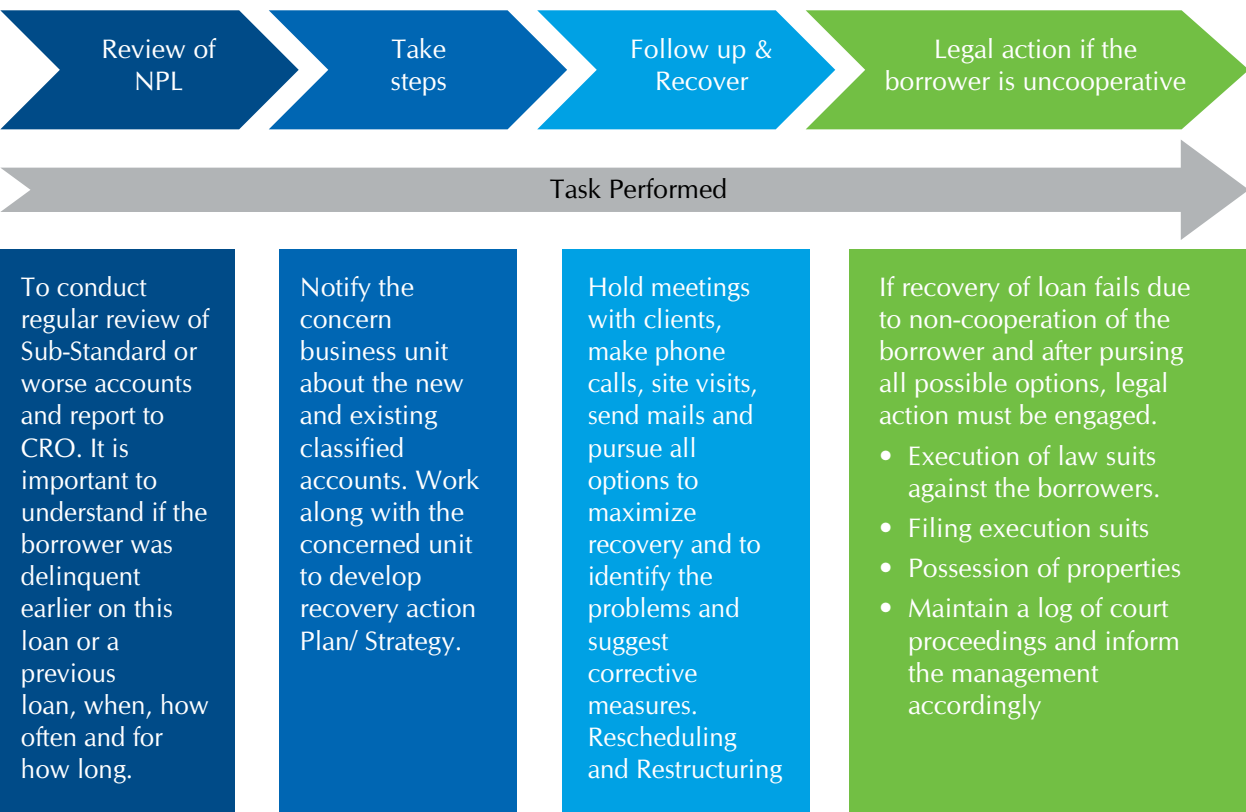 Review of
NPL
Take
steps
Follow up &
Recover
Legal action if the
borrower is uncooperative
Task Performed
To conduct
regular review of
Sub-Standard or
worse accounts
and report to
CRO. It is
important to
understand if the
borrower was
delinquent
earlier on this
loan or a
previous
loan, when, how
often and for
how long.
Notify the
concern
business unit
about the new
and existing
classified
accounts. Work
along with the
concerned unit
to develop
recovery action
Plan/ Strategy.
Hold meetings
with clients,
make phone
calls, site visits,
send mails and
pursue all
options to
maximize
recovery and to
identify the
problems and
suggest
corrective
measures.
Rescheduling
and Restructuring
If recovery of loan fails due
to non-cooperation of the
borrower and after pursing
all possible options, legal
action must be engaged.
• Execution of law suits
against the borrowers.
• Filing execution suits
• Possession of properties
• Maintain a log of court
proceedings and inform
the management
accordingly